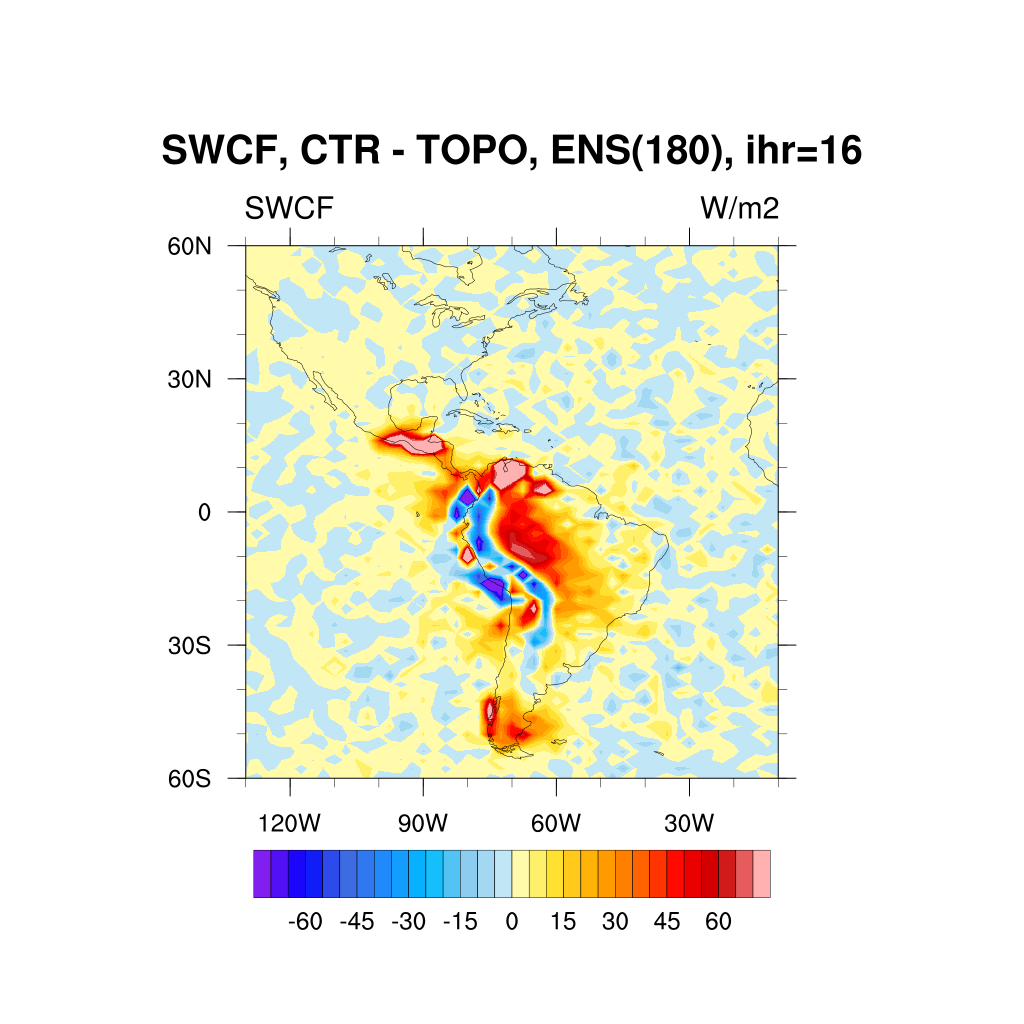 SWCF, CTR - TOPO, ENS(180), ihr=16
SWCF W/m2
60N
30N
0
30S
60S
120W 90W 60W 30W
-60 -45 -30 -15 0 15 30 45 60